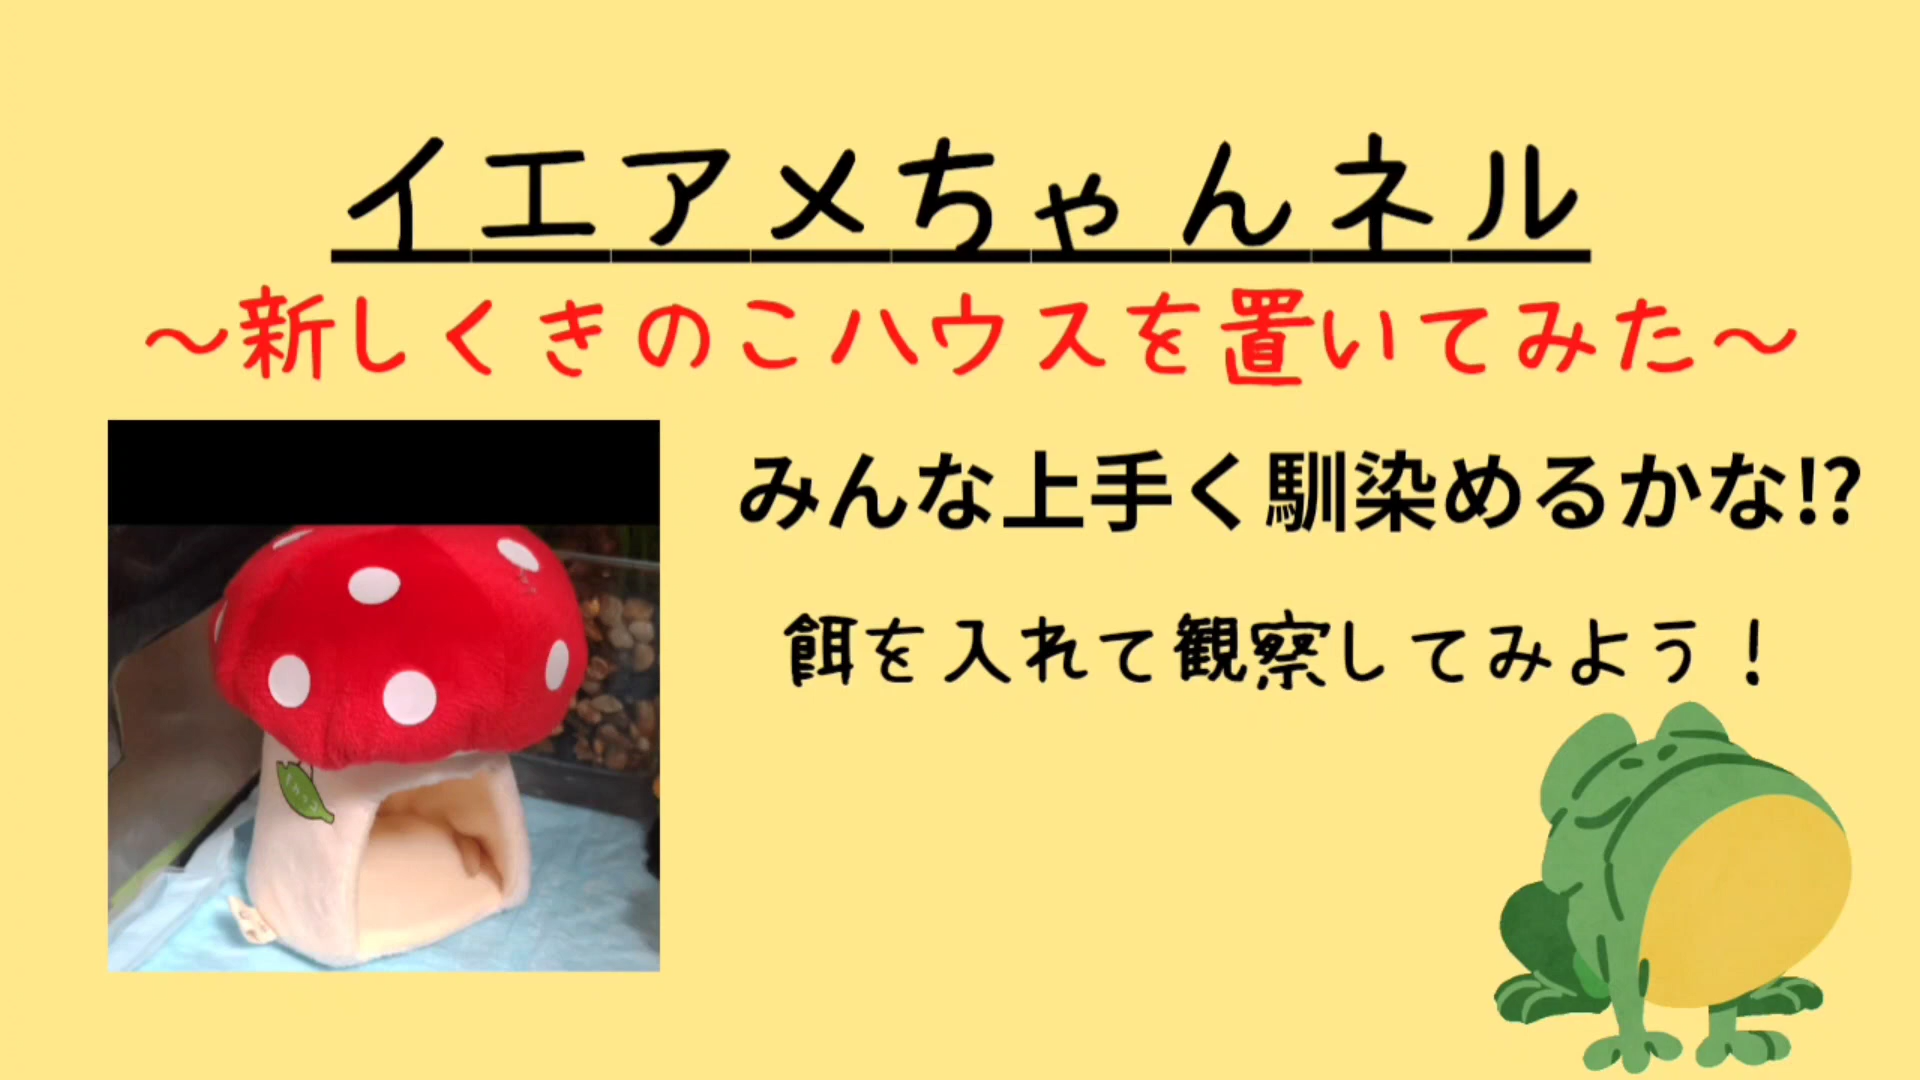 イエアメちゃんネル
～新しくきのこハウスを置いてみた～
みんな上手く馴染めるかな⁉
餌を入れて観察してみよう！